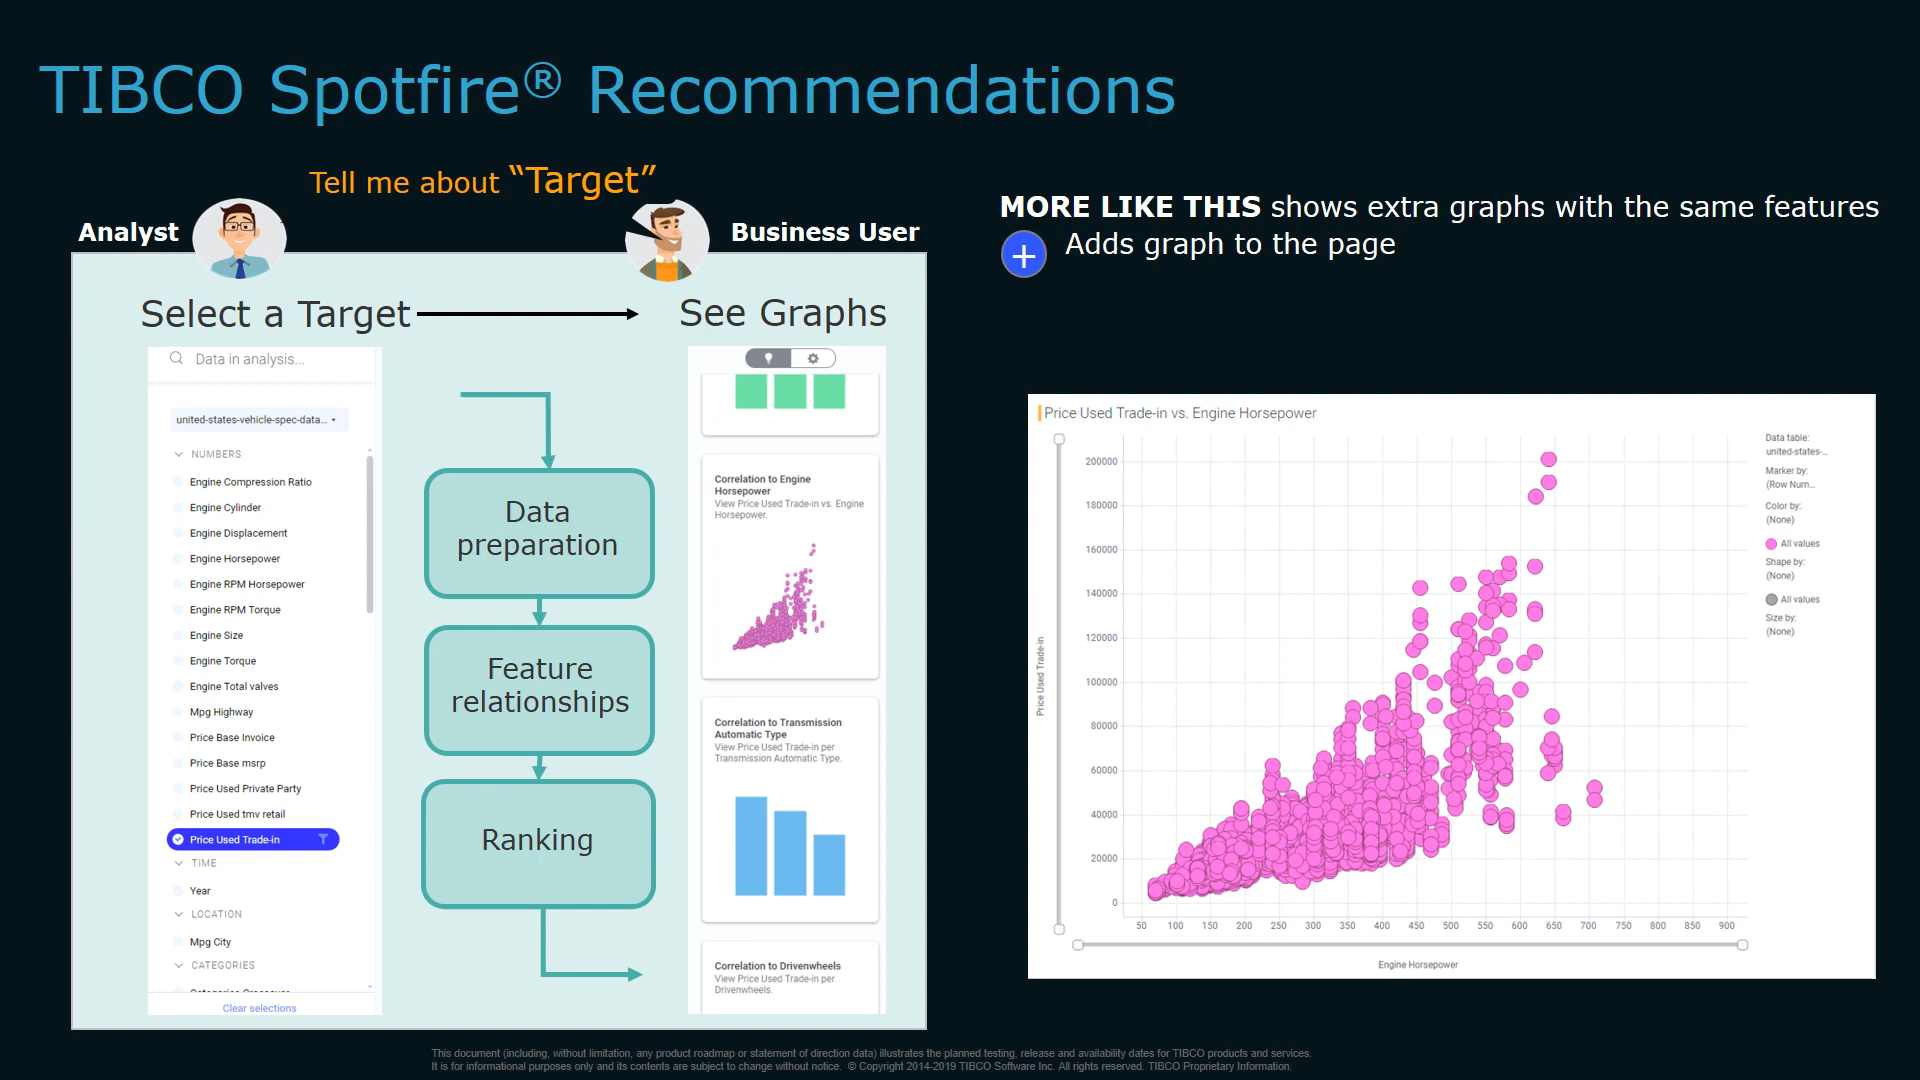 TIBCO Spotfire® Recommendations
Tell me about “Target”
Analyst
Business User
Select a Target
See Graphs
Data in analysis...
united-states-vehicle-spec-data...
NUMBERS
Engine Compression Ratio
Engine Cylinder
Engine Displacement
Engine Horsepower
Engine RPM Horsepower
Engine RPM Torque
Engine Size
Engine Torque
Engine Total valves
Mpg Highway
Price Base Invoice
Price Base msrp
Price Used Private Party
Price Used tmv retail
Price Used Trade-in
TIME
Year
LOCATION
Mpg City
CATEGORIES
Clear selections
Data
preparation
Feature
relationships
Ranking
Correlation to Engine
Horsepower
View Price Used Trade-in vs. Engine
Horsepower.
Correlation to Transmission
Automatic Type
View Price Used Trade-in per
Transmission Automatic Type.
Correlation to Drivenwheels
View Price Used Trade-in per
Drivenwheels.
MORE LIKE THIS shows extra graphs with the same features
+ Adds graph to the page
Price Used Trade-in vs. Engine Horsepower
Price Used Trade-in
200000
180000
160000
140000
120000
100000
80000
60000
40000
20000
0
50 100 150 200 250 300 350 400 450 500 550 600 650 700 750 800 850 900
Engine Horsepower
Data table:
united-states-...
Marker by:
(Row Num...
Color by:
(None)
All values
Shape by:
(None)
All values
Size by:
(None)
This document (including, without limitation, any product roadmap or statement of direction data) illustrates the planned testing, release and availability dates for TIBCO products and services.
It is for informational purposes only and its contents are subject to change without notice. © Copyright 2014-2019 TIBCO Software Inc. All rights reserved. TIBCO Proprietary Information.